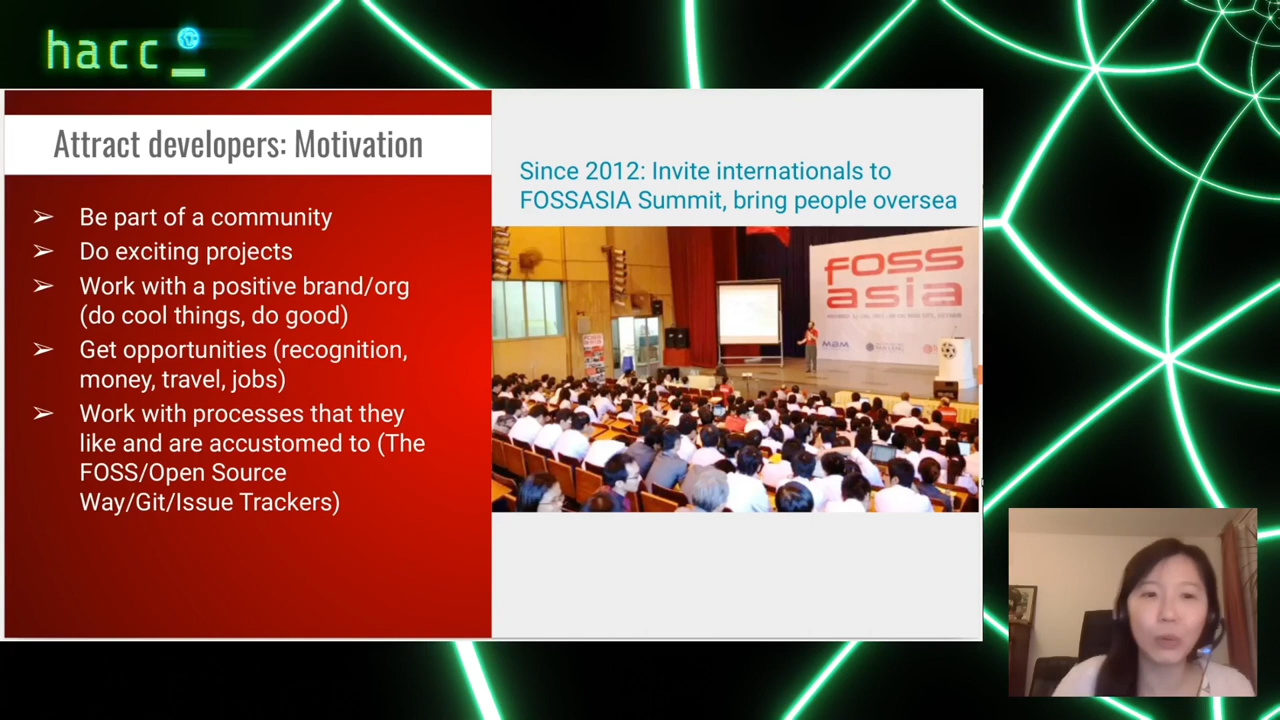 hacc
Attract developers: Motivation
➢ Be part of a community
➢ Do exciting projects
➢ Work with a positive brand/org
(do cool things, do good)
➢ Get opportunities (recognition,
money, travel, jobs)
➢ Work with processes that they
like and are accustomed to (The
FOSS/Open Source
Way/Git/Issue Trackers)
Since 2012: Invite internationals to
FOSSASIA Summit, bring people oversea
foss
asia